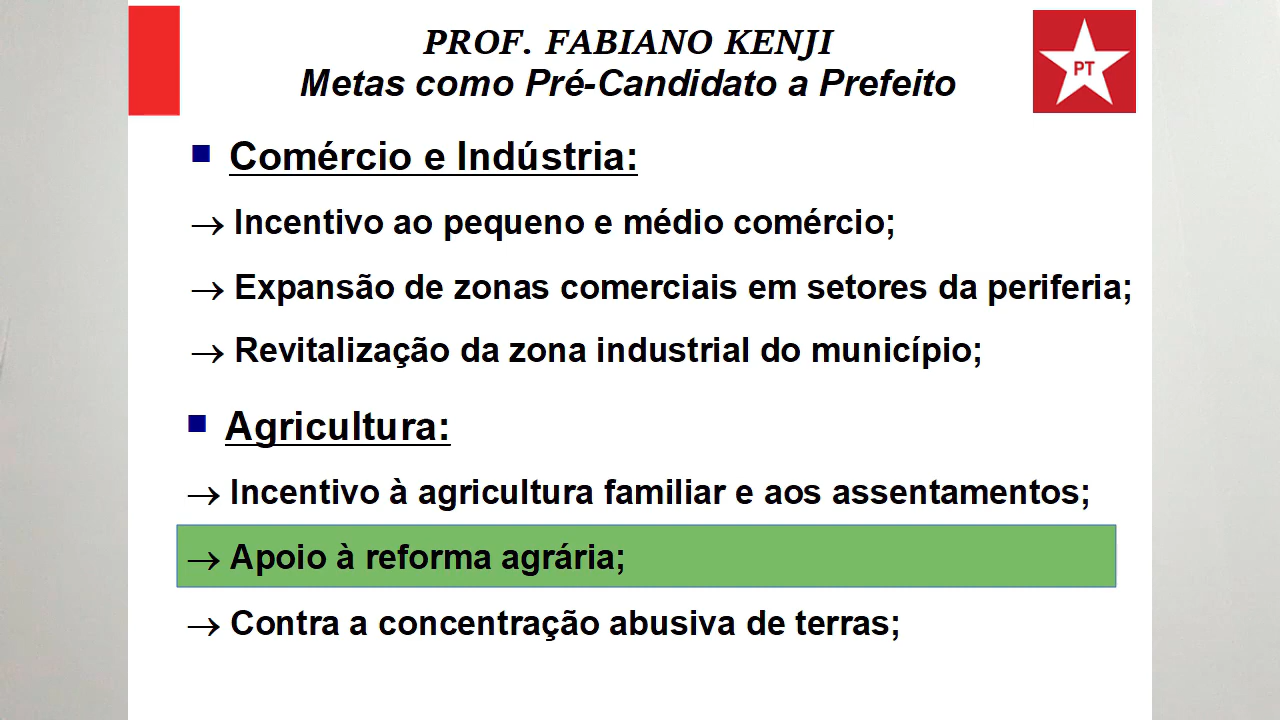 PROF. FABIANO KENJI
Metas como Pré-Candidato a Prefeito
PT
Comércio e Indústria:
→ Incentivo ao pequeno e médio comércio;
→ Expansão de zonas comerciais em setores da periferia;
→ Revitalização da zona industrial do município;
Agricultura:
→ Incentivo à agricultura familiar e aos assentamentos;
→ Apoio à reforma agrária;
→ Contra a concentração abusiva de terras;